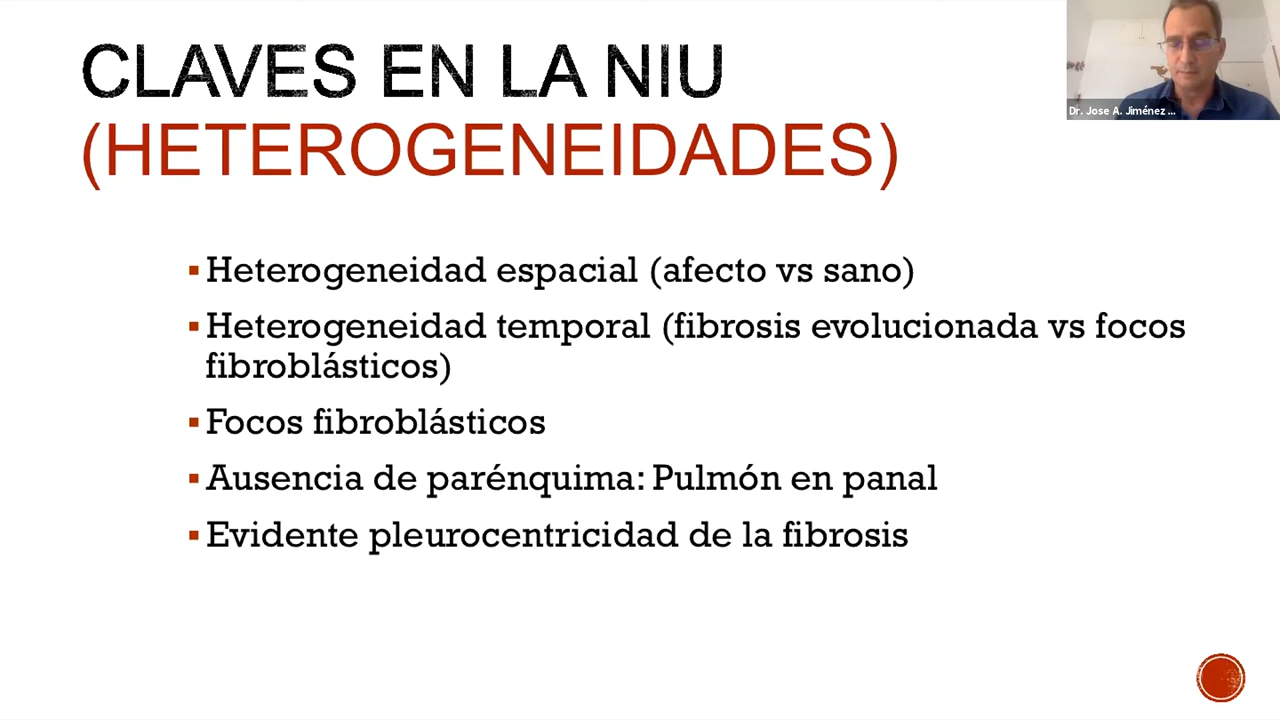 CLAVES EN LA NIU
(HETEROGENEIDADES)
Dr. Jose A. Jiménez ...
▪Heterogeneidad espacial (afecto vs sano)
▪Heterogeneidad temporal (fibrosis evolucionada vs focos
fibroblásticos)
▪Focos fibroblásticos
▪Ausencia de parénquima: Pulmón en panal
▪Evidente pleurocentricidad de la fibrosis